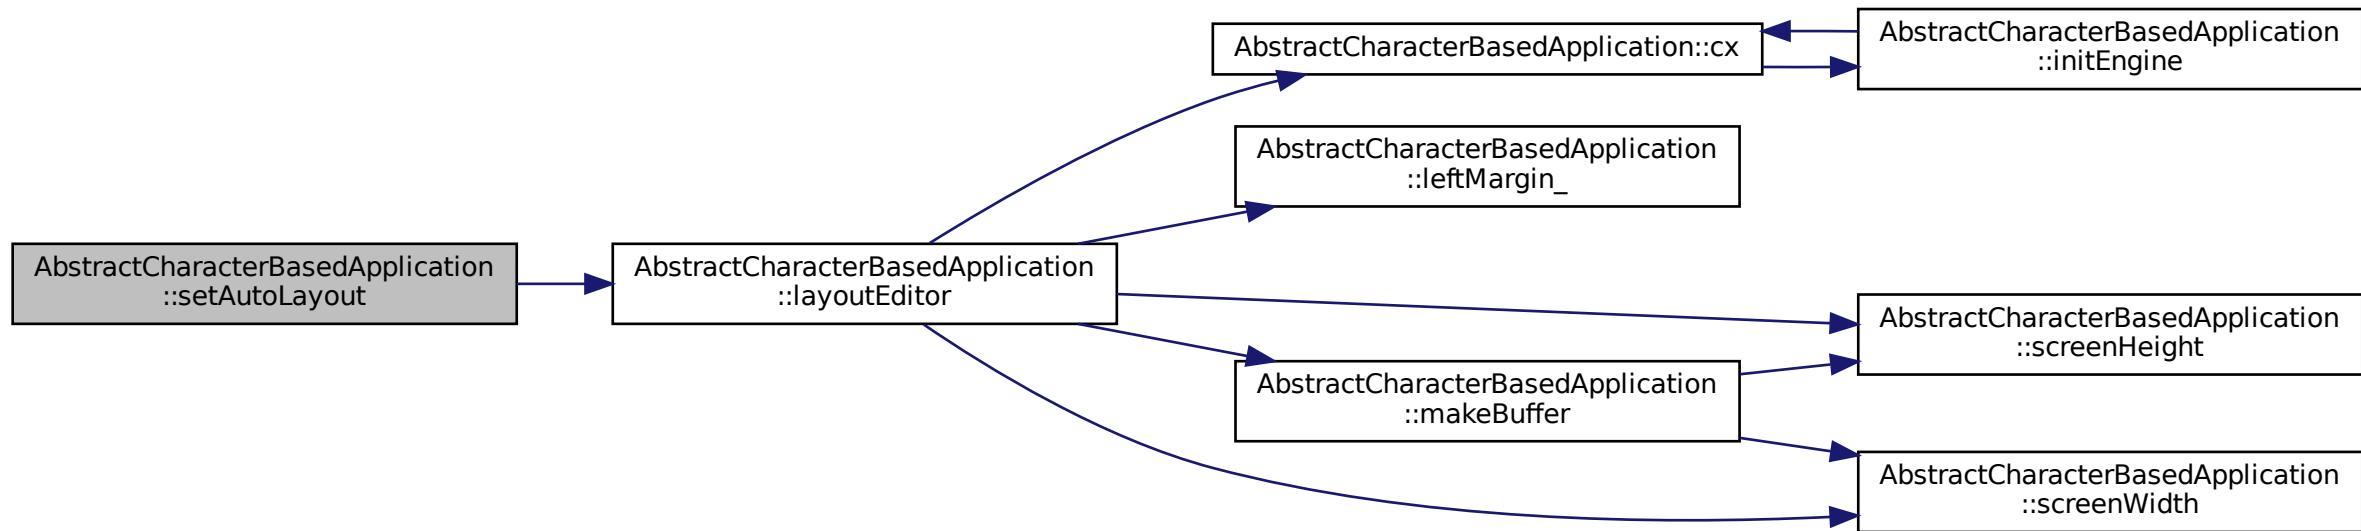 AbstractCharacterBasedApplication
::setAutoLayout
AbstractCharacterBasedApplication
::layoutEditor
AbstractCharacterBasedApplication::cx
AbstractCharacterBasedApplication
::initEngine
AbstractCharacterBasedApplication
::leftMargin_
AbstractCharacterBasedApplication
::screenHeight
AbstractCharacterBasedApplication
::makeBuffer
AbstractCharacterBasedApplication
::screenWidth